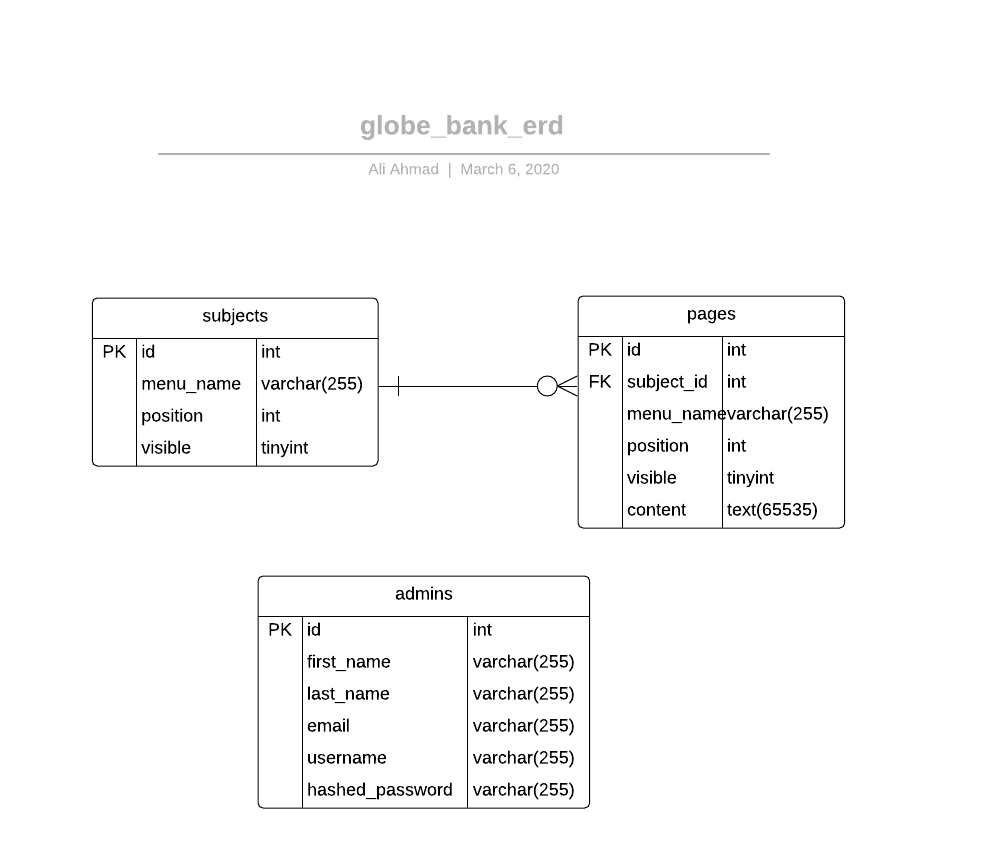 globe_bank_erd
Ali Ahmad | March 6, 2020
subjects
PK id int
menu_name varchar(255)
position int
visible tinyint
pages
PK id int
FK subject_id int
menu_name varchar(255)
position int
visible tinyint
content text(65535)
admins
PK id int
first_name varchar(255)
last_name varchar(255)
email varchar(255)
username varchar(255)
hashed_password varchar(255)